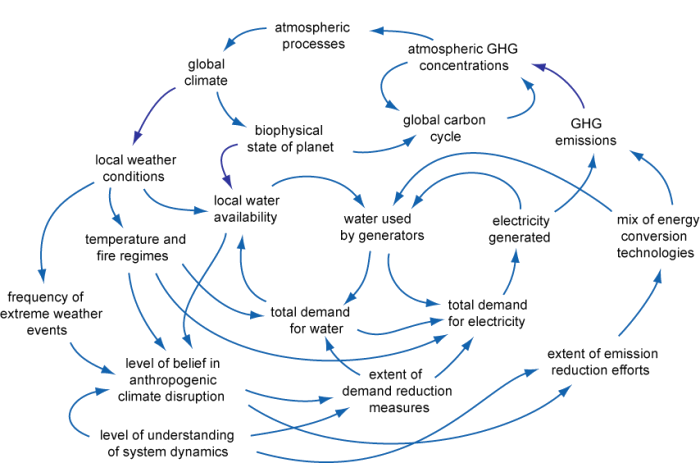 atmospheric
processes
atmospheric GHG
concentrations
global
climate
global carbon
cycle
GHG
emissions
biophysical
state of planet
local weather
conditions
local water
availability
water used
by generators
electricity
generated
mix of energy
conversion
technologies
temperature and
fire regimes
frequency of
extreme weather
events
total demand
for water
total demand
for electricity
level of belief in
anthropogenic
climate disruption
extent of
demand reduction
measures
extent of emission
reduction efforts
level of understanding
of system dynamics